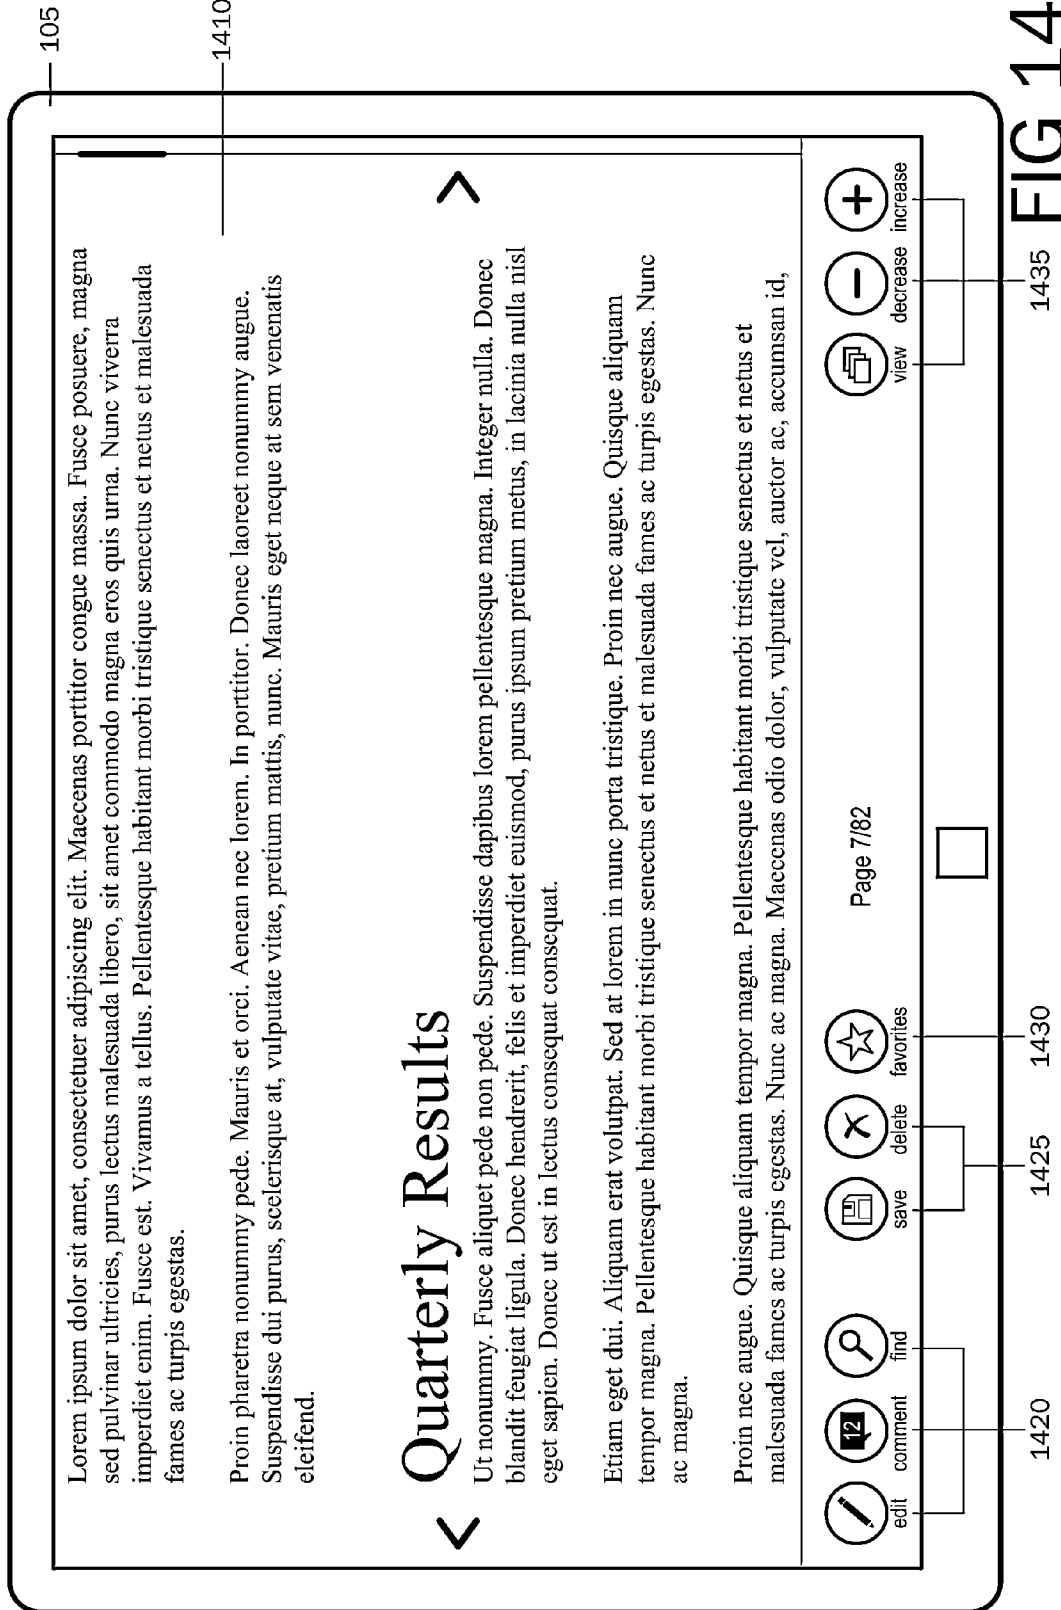 105
1410
Lorem ipsum dolor sit amet, consectetuer adipiscing elit. Maecenas porttitor congue massa. Fusce posuere, magna
sed pulvinar ultricies, purus lectus malesuada libero, sit amet commodo magna eros quis urna. Nunc viverra
imperdiet enim. Fusce est. Vivamus a tellus. Pellentesque habitant morbi tristique senectus et netus et malesuada
fames ac turpis egestas.
Proin pharetra nonummy pede. Mauris et orci. Aenean nec lorem. In porttitor. Donec laoreet nonummy augue.
Suspendisse dui purus, scelerisque at, vulputate vitae, pretium mattis, nunc. Mauris eget neque at sem venenatis
eleifend.
Quarterly Results
Ut nonummy. Fusce aliquet pede non pede. Suspendisse dapibus lorem pellentesque magna. Integer nulla. Donec
blandit feugiat ligula. Donec hendrerit, felis et imperdiet euismod, purus ipsum pretium metus, in lacinia nulla nisl
eget sapien. Donec ut est in lectus consequat consequat.
Etiam eget dui. Aliquam erat volutpat. Sed at lorem in nunc porta tristique. Proin nec augue. Quisque aliquam
tempor magna. Pellentesque habitant morbi tristique senectus et netus et malesuada fames ac turpis egestas. Nunc
ac magna.
Proin nec augue. Quisque aliquam tempor magna. Pellentesque habitant morbi tristique senectus et netus et
malesuada fames ac turpis egestas. Nunc ac magna. Maecenas odio dolor, vulputate vel, auctor ac, accumsan id,
12
edit comment find save delete favorites Page 7/82 view decrease increase
1420 1425 1430 1435
FIG 14